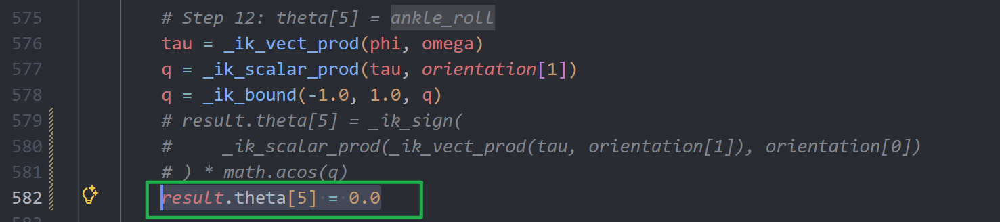 575 # Step 12: theta[5] = ankle_roll
576 tau = _ik_vect_prod(phi, omega)
577 q = _ik_scalar_prod(tau, orientation[1])
578 q = _ik_bound(-1.0, 1.0, q)
579 # result.theta[5] = _ik_sign(
580 #     _ik_scalar_prod(_ik_vect_prod(tau, orientation[1]), orientation[0])
581 # ) * math.acos(q)
582 result.theta[5] = 0.0